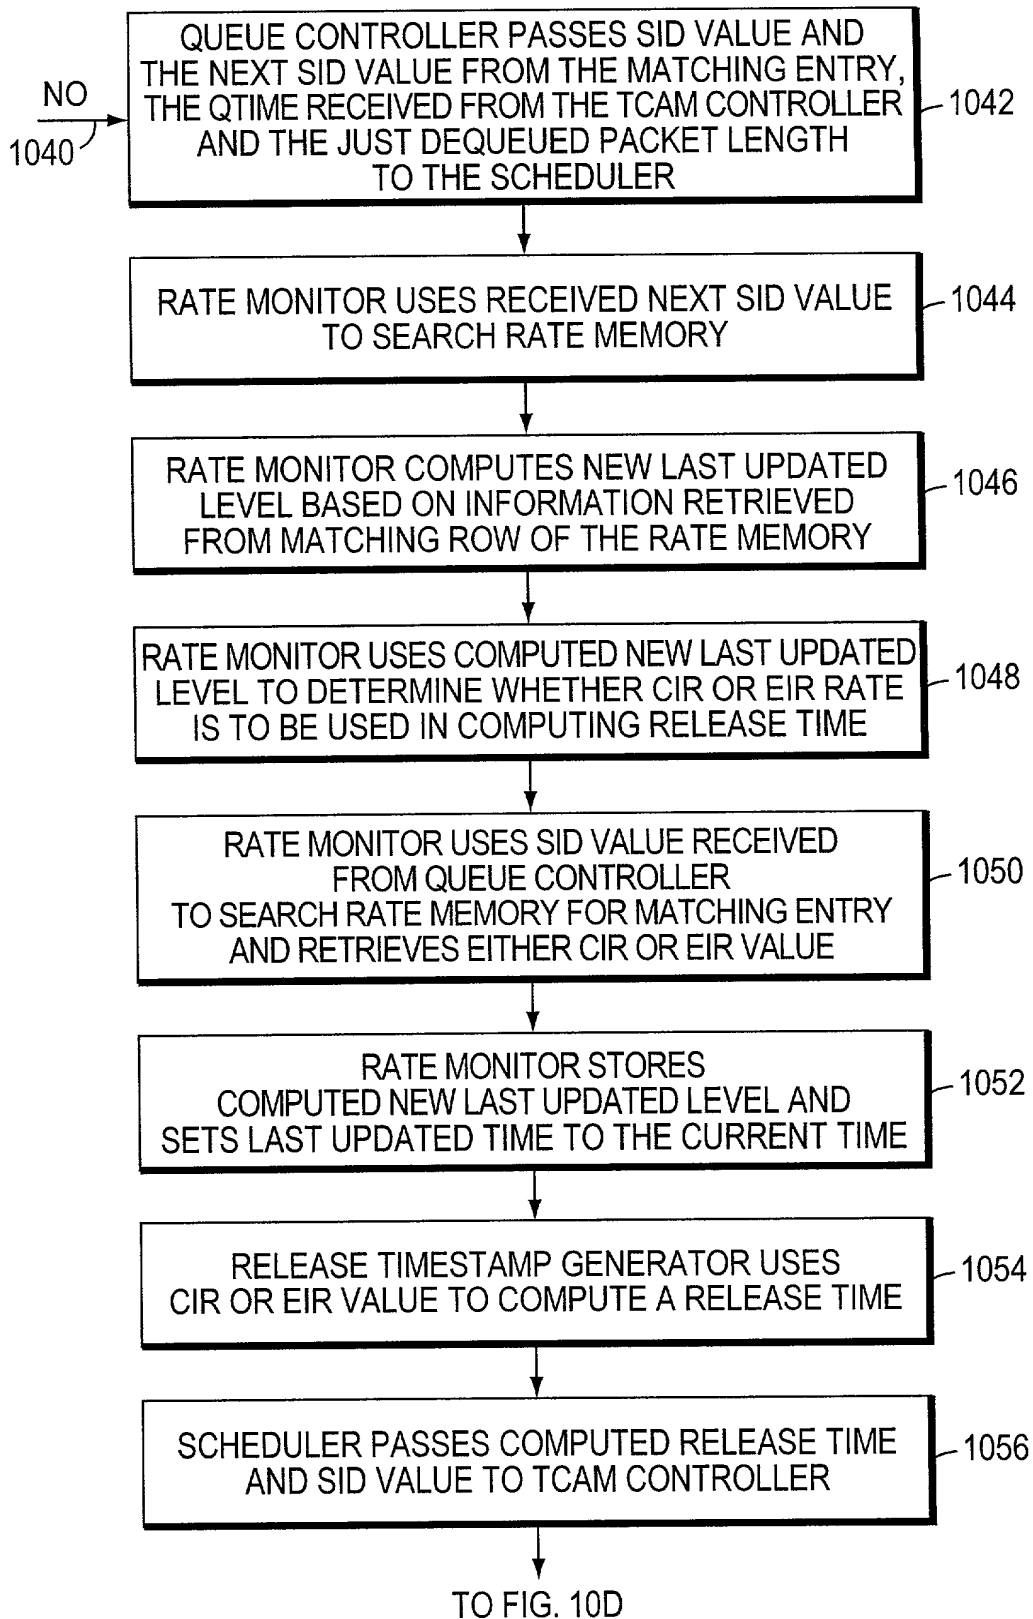 QUEUE CONTROLLER PASSES SID VALUE AND
THE NEXT SID VALUE FROM THE MATCHING ENTRY,
THE QTIME RECEIVED FROM THE TCAM CONTROLLER
AND THE JUST DEQUEUED PACKET LENGTH
TO THE SCHEDULER
NO
1040
1042
RATE MONITOR USES RECEIVED NEXT SID VALUE
TO SEARCH RATE MEMORY
1044
RATE MONITOR COMPUTES NEW LAST UPDATED
LEVEL BASED ON INFORMATION RETRIEVED
FROM MATCHING ROW OF THE RATE MEMORY
1046
RATE MONITOR USES COMPUTED NEW LAST UPDATED
LEVEL TO DETERMINE WHETHER CIR OR EIR RATE
IS TO BE USED IN COMPUTING RELEASE TIME
1048
RATE MONITOR USES SID VALUE RECEIVED
FROM QUEUE CONTROLLER
TO SEARCH RATE MEMORY FOR MATCHING ENTRY
AND RETRIEVES EITHER CIR OR EIR VALUE
1050
RATE MONITOR STORES
COMPUTED NEW LAST UPDATED LEVEL AND
SETS LAST UPDATED TIME TO THE CURRENT TIME
1052
RELEASE TIMESTAMP GENERATOR USES
CIR OR EIR VALUE TO COMPUTE A RELEASE TIME
1054
SCHEDULER PASSES COMPUTED RELEASE TIME
AND SID VALUE TO TCAM CONTROLLER
1056
TO FIG. 10D